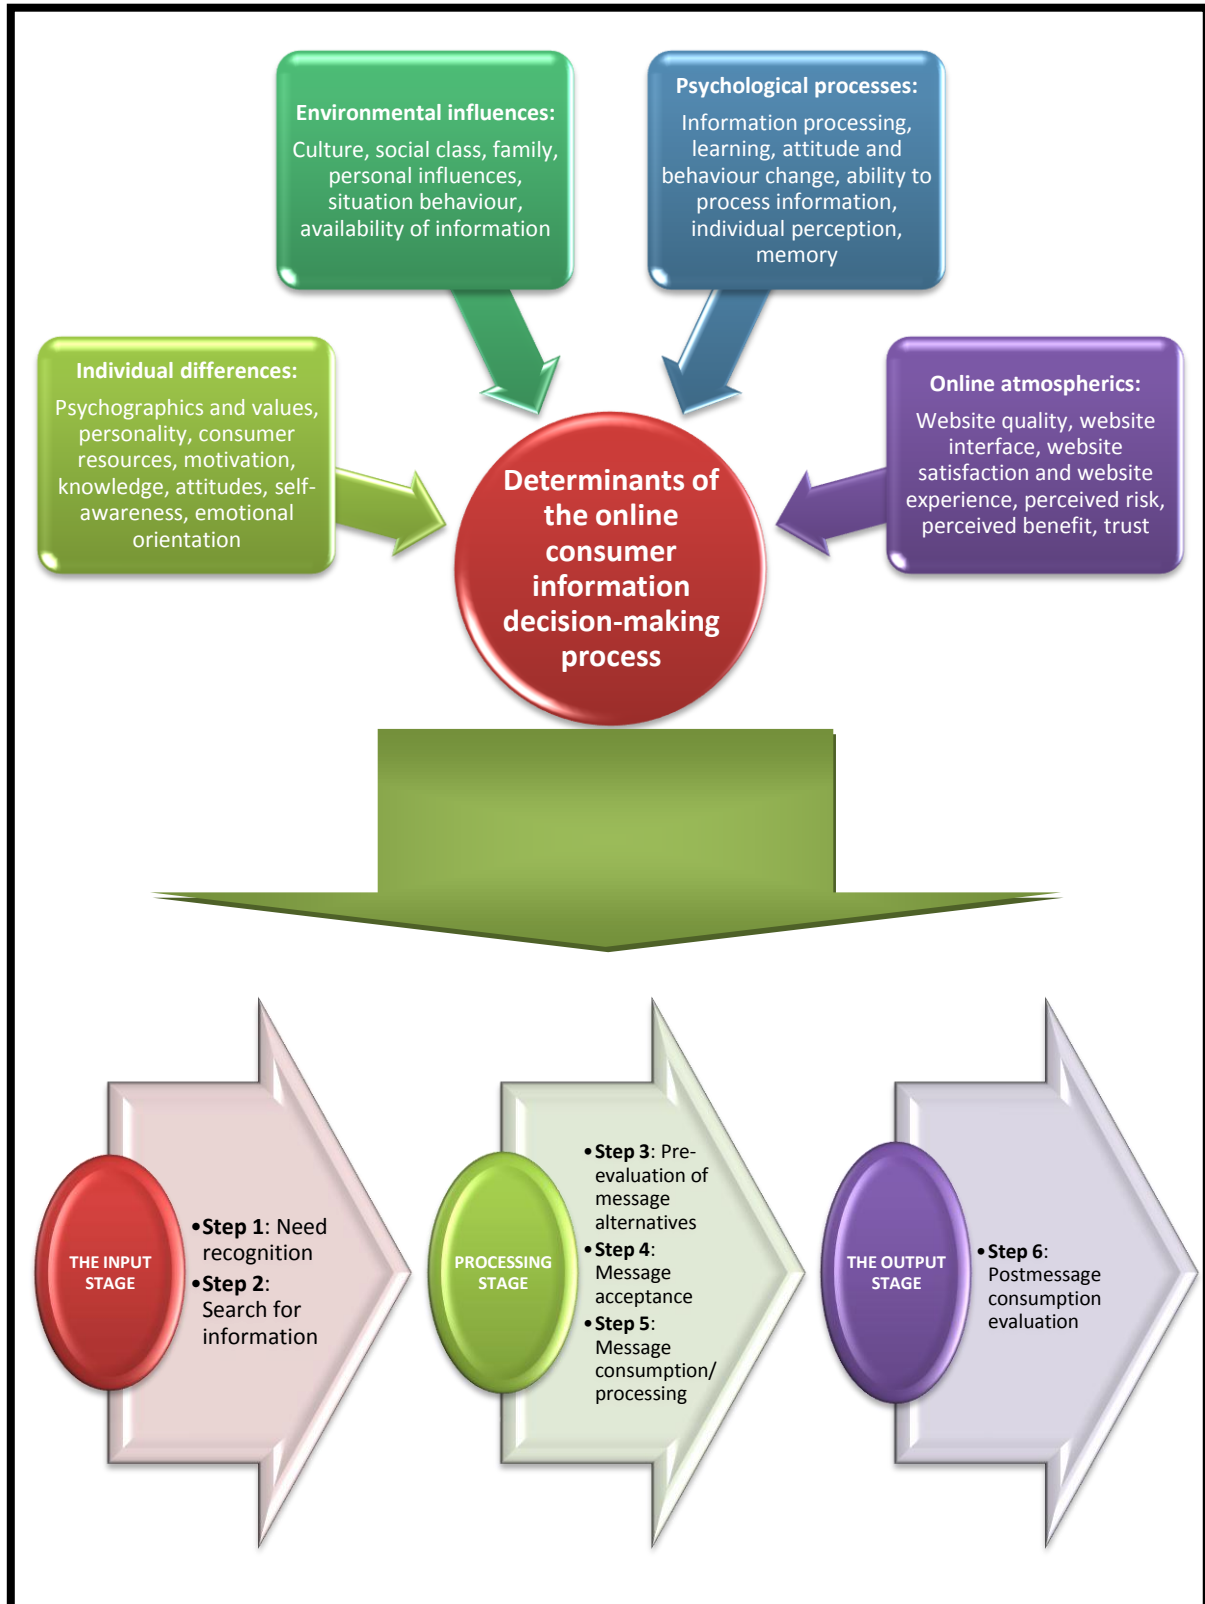 Environmental influences:
Culture, social class, family,
personal influences,
situation behaviour,
availability of information
Psychological processes:
Information processing,
learning, attitude and
behaviour change, ability to
process information,
individual perception,
memory
Individual differences:
Psychographics and values,
personality, consumer
resources, motivation,
knowledge, attitudes, self-
awareness, emotional
orientation
Online atmospherics:
Website quality, website
interface, website
satisfaction and website
experience, perceived risk,
perceived benefit, trust
Determinants of
the online
consumer
information
decision-making
process
THE INPUT
STAGE
•Step 1: Need
recognition
•Step 2:
Search for
information
PROCESSING
STAGE
•Step 3: Pre-
evaluation of
message
alternatives
•Step 4:
Message
acceptance
•Step 5:
Message
consumption/
processing
THE OUTPUT
STAGE
•Step 6:
Postmessage
consumption
evaluation